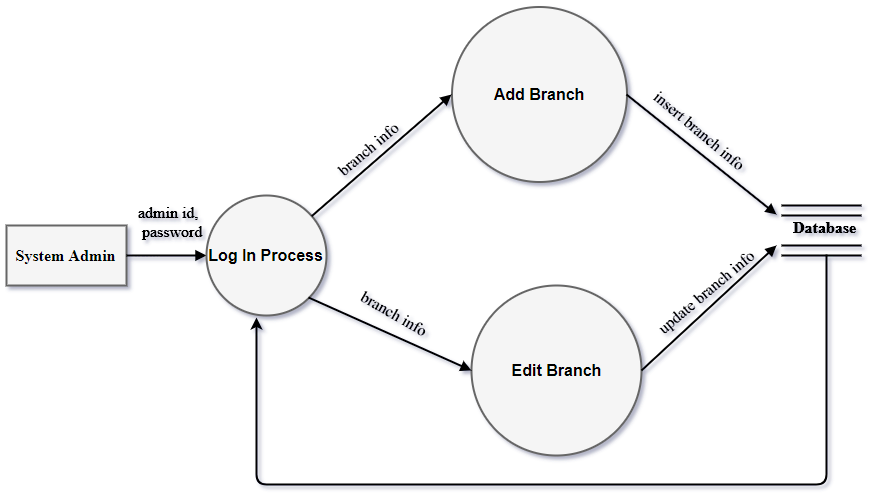 Add Branch
branch info
insert branch info
admin id,
password
System Admin
Log In Process
Database
branch info
update branch info
Edit Branch